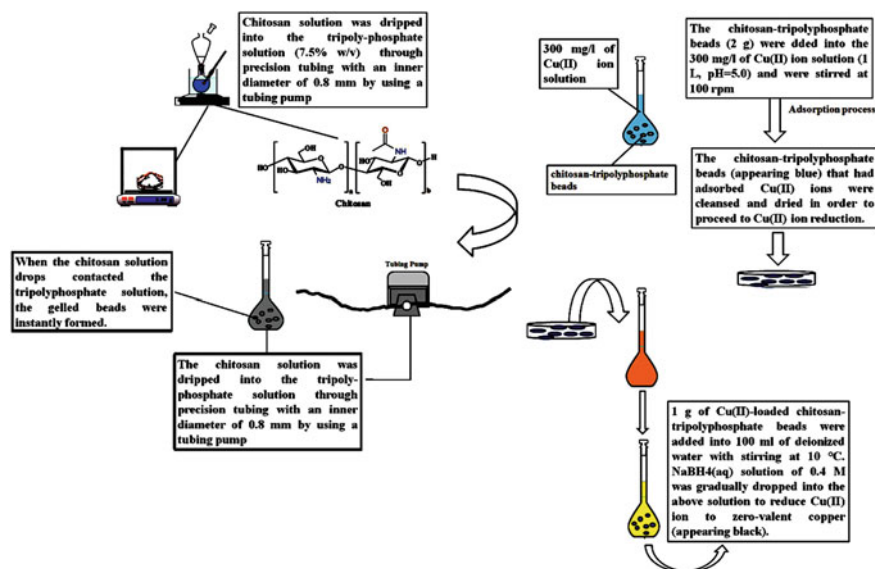 Chitosan solution was dripped
into the tripoly-phosphate
solution (7.5% w/v) through
precision tubing with an inner
diameter of 0.8 mm by using a
tubing pump
HO
OH
HO
O
NH₂
a
O
NH
HO
O
OH
b
H
Chitosan
When the chitosan solution
drops contacted the
tripolyphosphate solution,
the gelled beads were
instantly formed.
Tubing Pump
The chitosan solution was
dripped into the tripoly-
phosphate solution through
precision tubing with an inner
diameter of 0.8 mm by using a
tubing pump
300 mg/l of
Cu(II) ion
solution
chitosan-tripolyphosphate
beads
The chitosan-tripolyphosphate
beads (2 g) were dded into the
300 mg/l of Cu(II) ion solution (1
L, pH=5.0) and were stirred at
100 rpm
Adsorption process
The chitosan-tripolyphosphate
beads (appearing blue) that had
adsorbed Cu(II) ions were
cleansed and dried in order to
proceed to Cu(II) ion reduction.
1 g of Cu(II)-loaded chitosan-
tripolyphosphate beads were
added into 100 ml of deionized
water with stirring at 10 °C.
NaBH4(aq) solution of 0.4 M
was gradually dropped into the
above solution to reduce Cu(II)
ion to zero-valent copper
(appearing black).